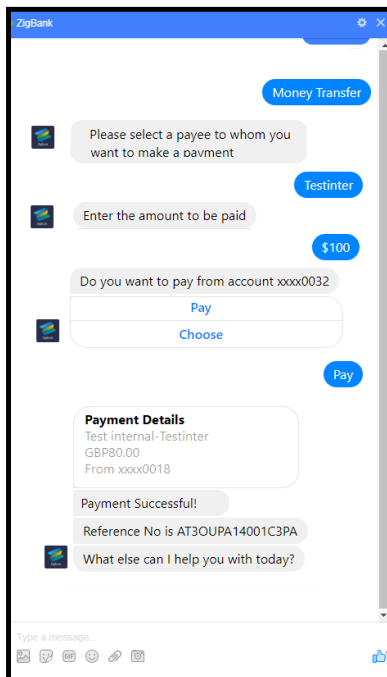 ZigBank
Money Transfer
Please select a payee to whom you
want to make a payment
Testinter
Enter the amount to be paid
$100
Do you want to pay from account xxxx0032
Pay
Choose
Pay
Payment Details
Test internal-Testinter
GBP80.00
From xxxx0018
Payment Successful!
Reference No is AT3OUPA14001C3PA
What else can I help you with today?
Type a message...
GIF